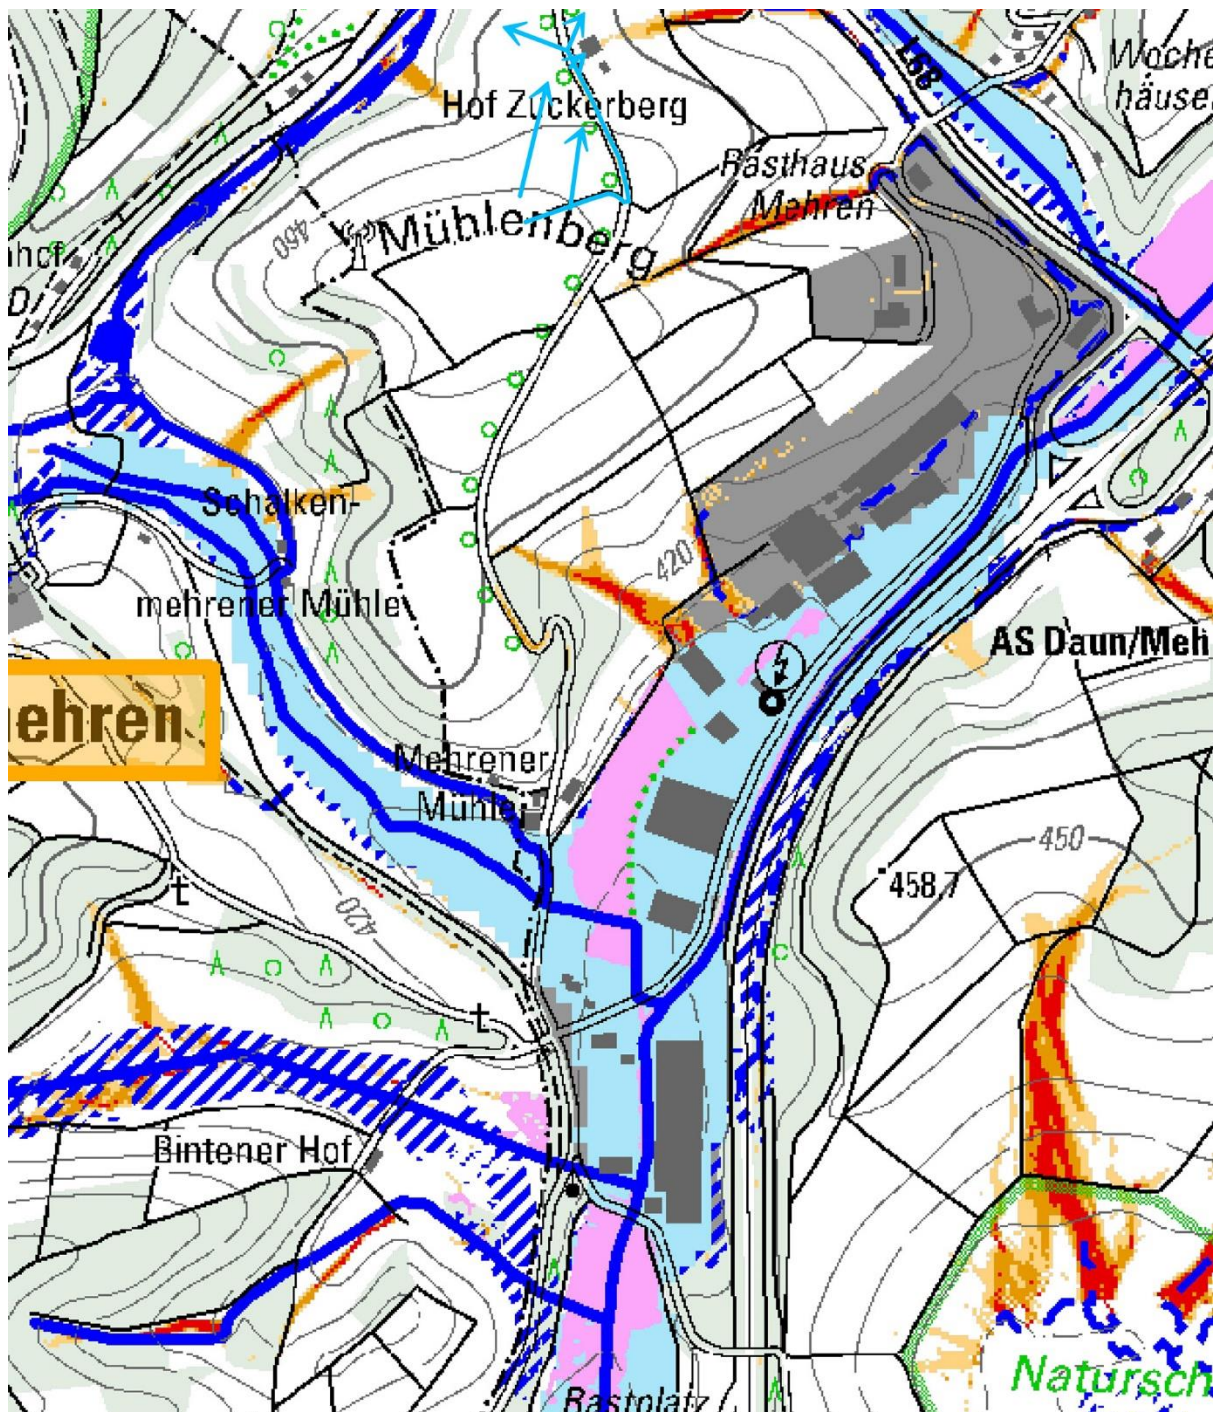 L68
Woche
häuse
Hof Zuckerberg
Rasthaus
Mehren
460
Mühlenberg
nhof
D
Schalken-
420
mehrener Mühle
AS Daun/Meh
ehren
Mehrener
Mühle
450
458,7
420
Bintener Hof
Natursch
Rastplatz